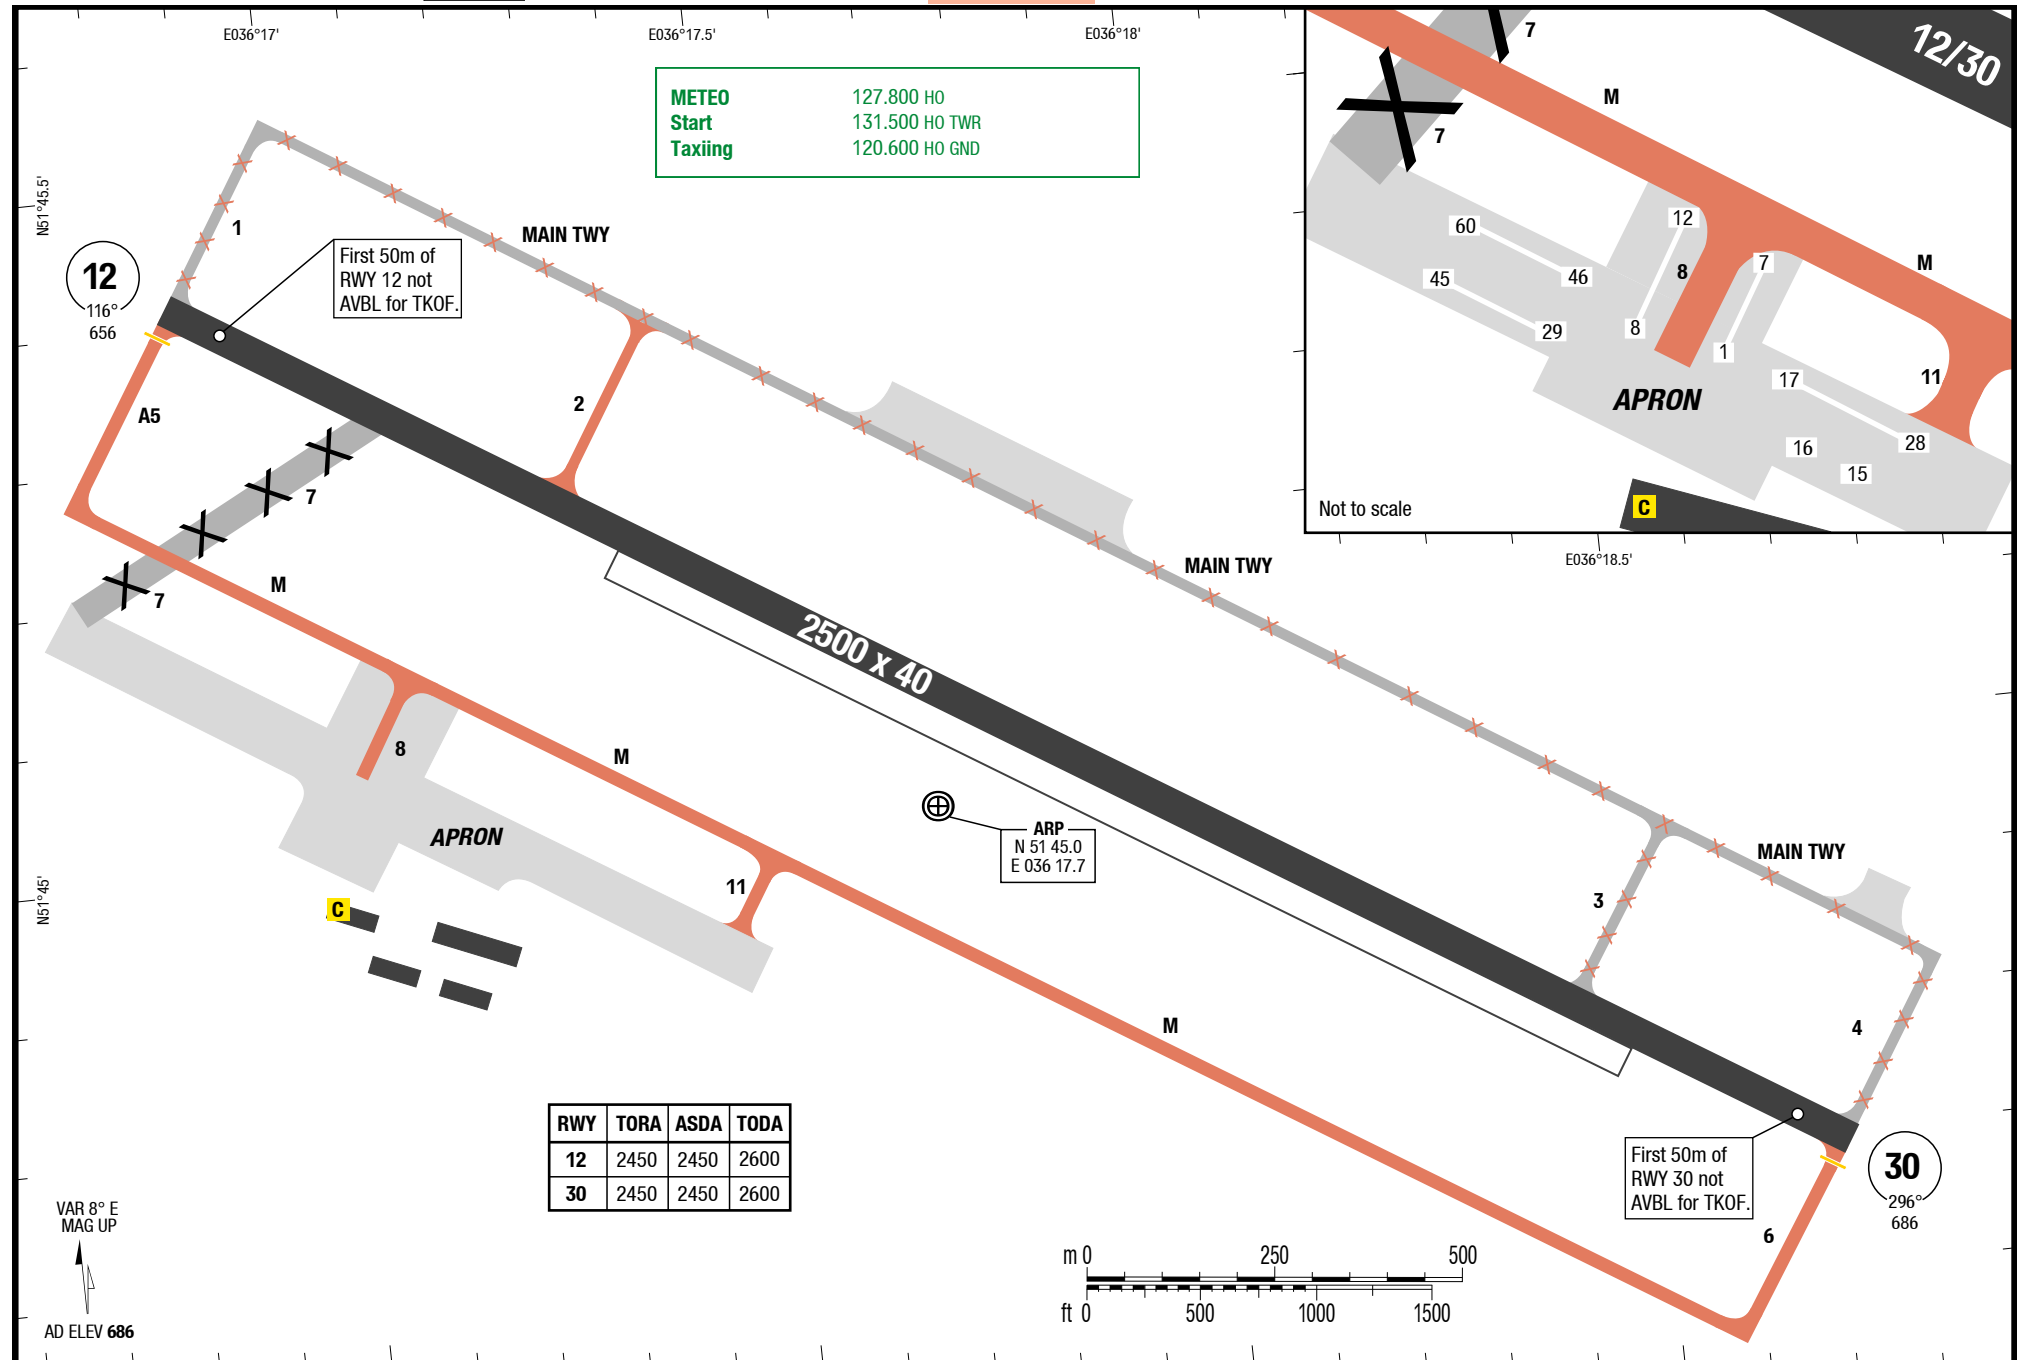 E036°17'
E036°17.5'
E036°18'
METEO 127.800 HO
Start 131.500 HO TWR
Taxiing 120.600 HO GND
7
12/30
M
7
60
12
7
M
45
46
8
29
8
1
17
11
APRON
16
28
15
C
Not to scale
E036°18.5'
N51°45.5'
1
MAIN TWY
12
116°
656
First 50m of
RWY 12 not
AVBL for TKOF.
A5
2
7
7
M
MAIN TWY
2500 x 40
8
M
APRON
11
ARP
N 51 45.0
E 036 17.7
MAIN TWY
3
N51°45'
C
4
M
RWY TORA ASDA TODA
12 2450 2450 2600
30 2450 2450 2600
First 50m of
RWY 30 not
AVBL for TKOF.
30
296°
686
6
VAR 8° E
MAG UP
m 0 250 500
ft 0 500 1000 1500
AD ELEV 686